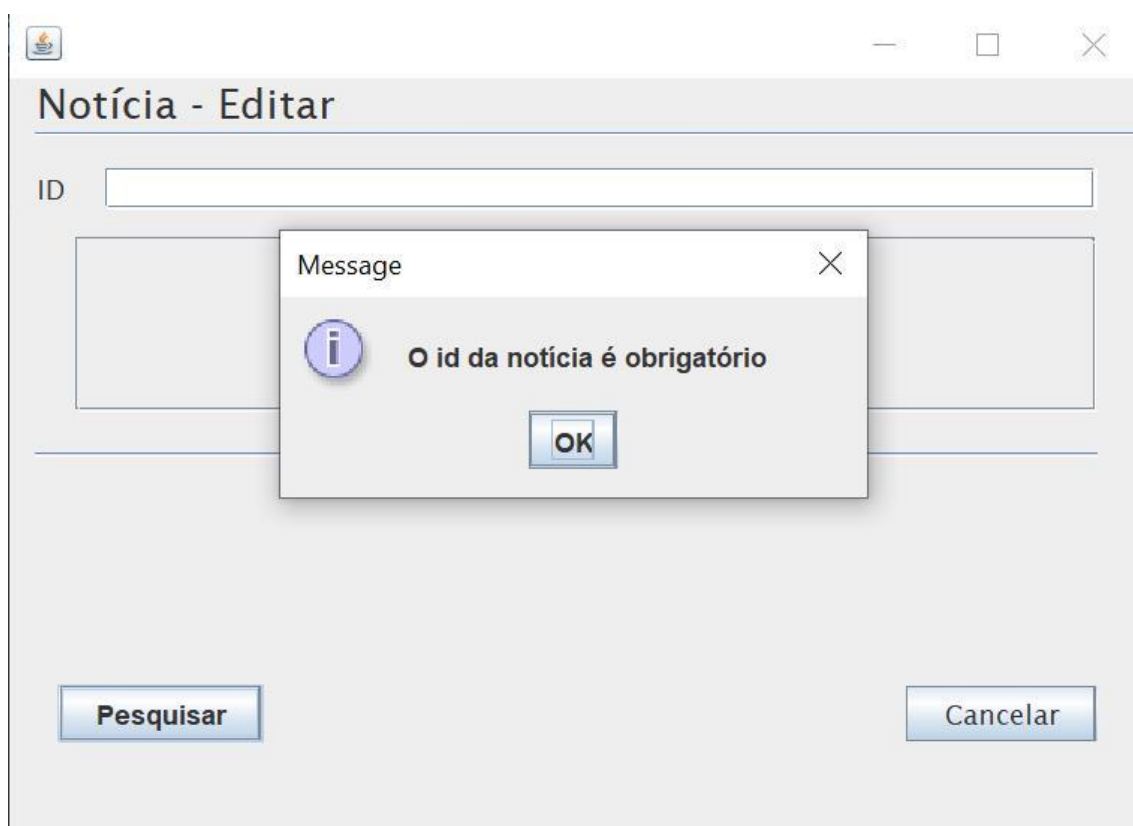 Notícia - Editar
ID
Message
i
O id da notícia é obrigatório
OK
Pesquisar
Cancelar